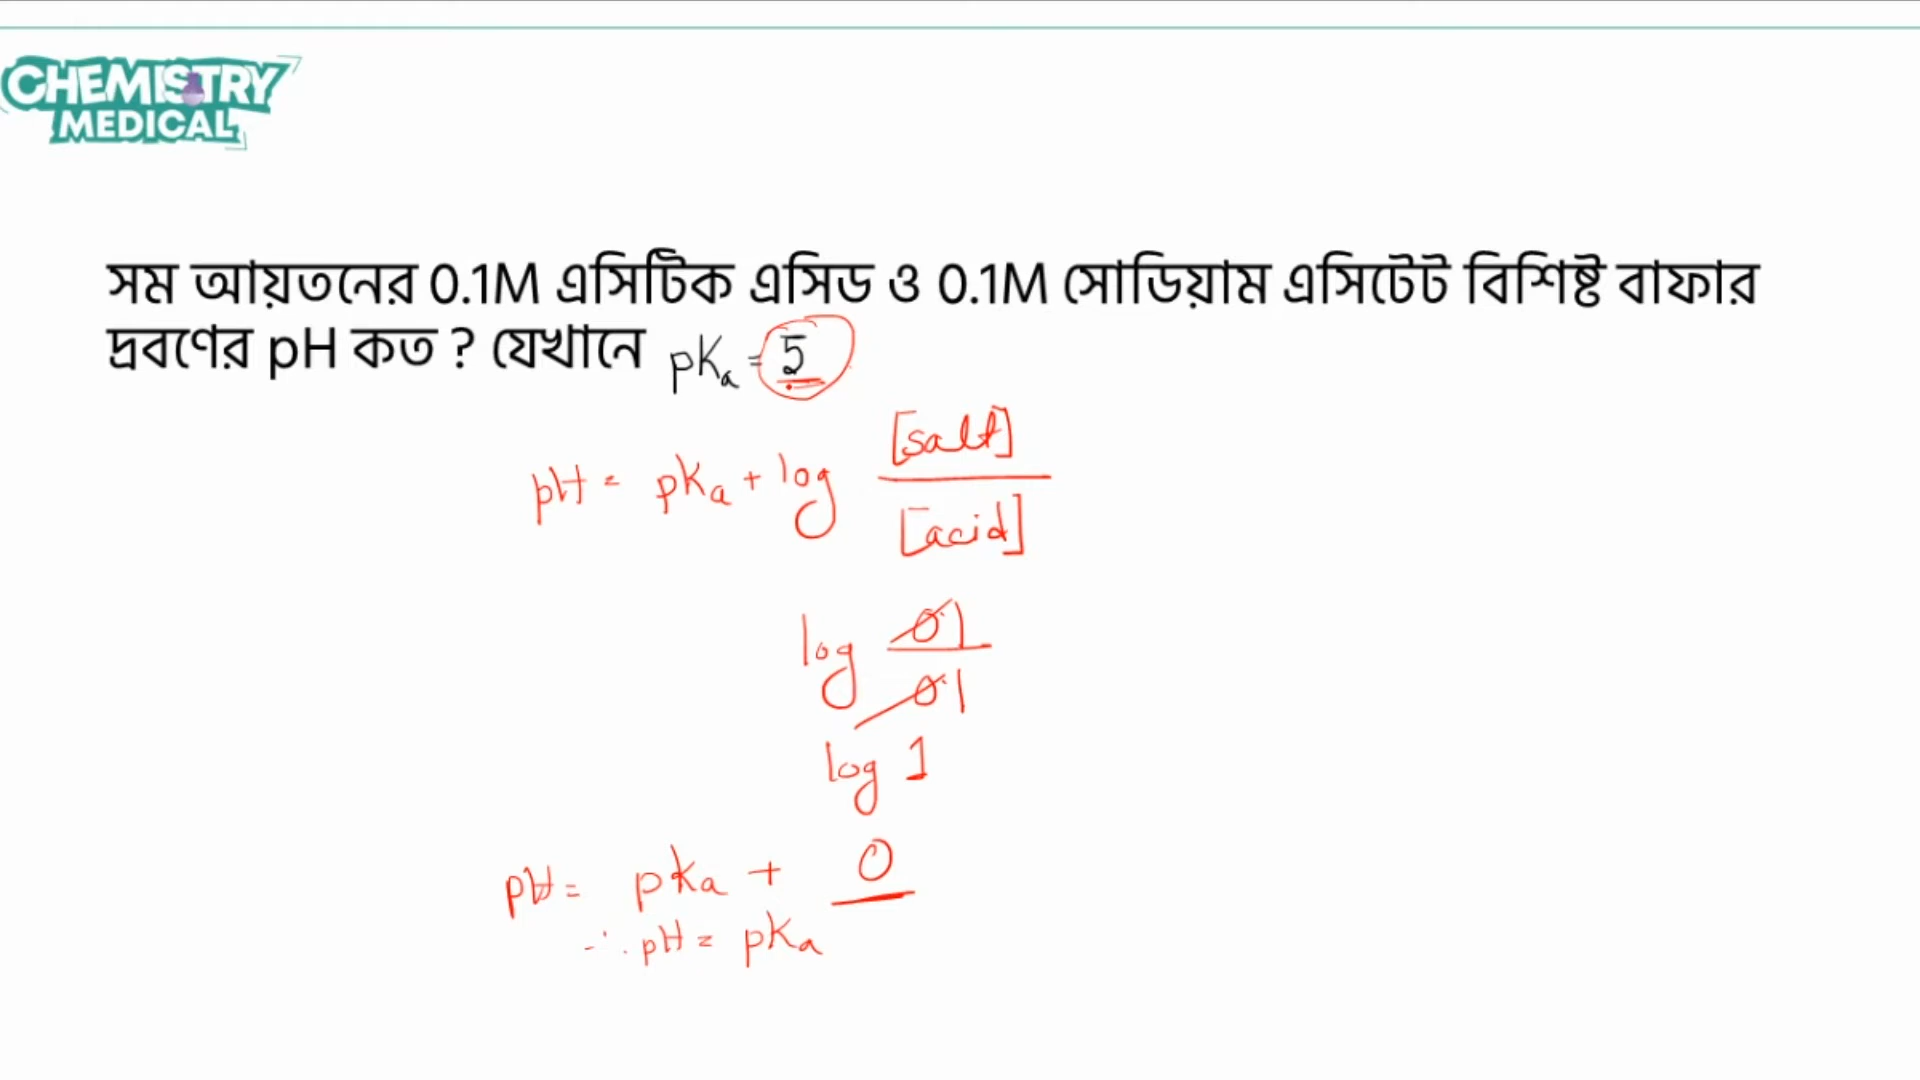 CHEMISTRY
MEDICAL
সম আয়তনের 0.1M এসিটিক এসিড ও 0.1M সোডিয়াম এসিটেট বিশিষ্ট বাফার
দ্রবণের pH কত ? যেখানে pKa = 5
pH = pKa + log [salt] / [acid]
log 0.1 / 0.1
log 1
pH = pKa + 0
∴ pH = pKa